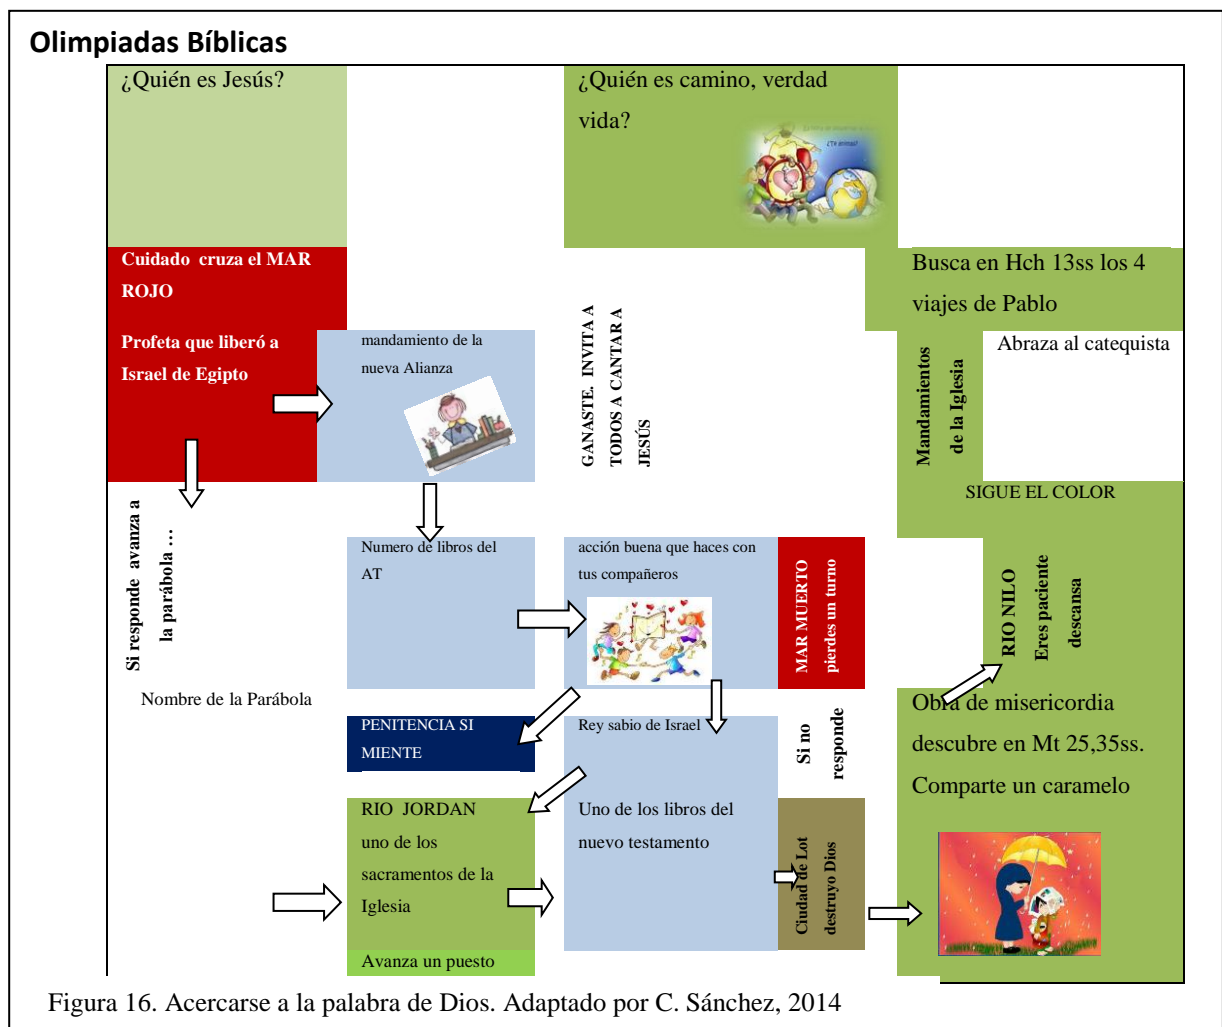 Olimpiadas Bíblicas
¿Quién es Jesús?
¿Quién es camino, verdad
vida?
¿Te animas?
Cuidado cruza el MAR
ROJO
Profeta que liberó a
Israel de Egipto
mandamiento de la
nueva Alianza
GANASTE. INVITA A
TODOS A CANTAR A
JESÚS
Busca en Hch 13ss los 4
viajes de Pablo
Mandamientos
de la Iglesia
Abraza al catequista
SIGUE EL COLOR
Si responde avanza a
la parábola …
Numero de libros del
AT
acción buena que haces con
tus compañeros
MAR MUERTO
pierdes un turno
RIO NILO
Eres paciente
descansa
Nombre de la Parábola
PENITENCIA SI
MIENTE
Rey sabio de Israel
Si no
responde
Obra de misericordia
descubre en Mt 25,35ss.
Comparte un caramelo
RIO JORDAN
uno de los
sacramentos de la
Iglesia
Avanza un puesto
Uno de los libros del
nuevo testamento
Ciudad de Lot
destruyo Dios
Figura 16. Acercarse a la palabra de Dios. Adaptado por C. Sánchez, 2014